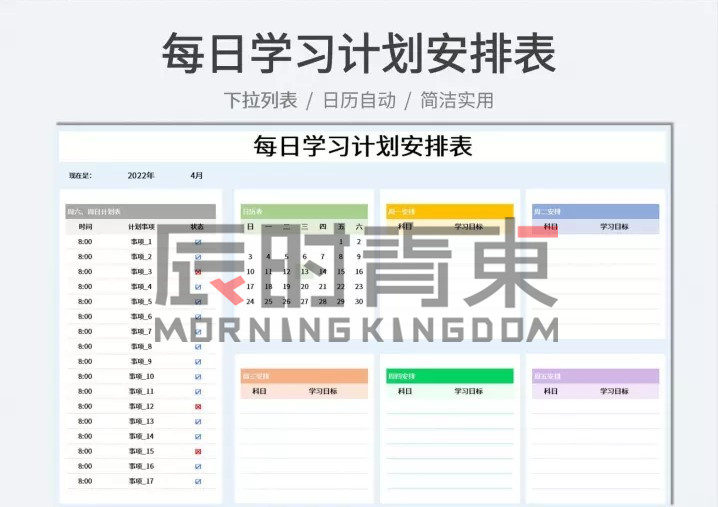 每日学习计划安排表
下拉列表 / 日历自动 / 简洁实用
每日学习计划安排表
现在是： 2022年 4月
周六、周日计划表
时间 计划事项 状态
8:00 事项_1
8:00 事项_2
8:00 事项_3
8:00 事项_4
8:00 事项_5
8:00 事项_6
8:00 事项_7
8:00 事项_8
8:00 事项_9
8:00 事项_10
8:00 事项_11
8:00 事项_12
8:00 事项_13
8:00 事项_14
8:00 事项_15
8:00 事项_16
8:00 事项_17
日历表
日 一 二 三 四 五 六
1 2
3 4 5 6 7 8 9
10 11 12 13 14 15 16
17 18 19 20 21 22 23
24 25 26 27 28 29 30
周一安排
科目 学习目标
周二安排
科目 学习目标
辰时青東
MORNINGKINGDOM
周三安排
科目 学习目标
周四安排
科目 学习目标
周五安排
科目 学习目标